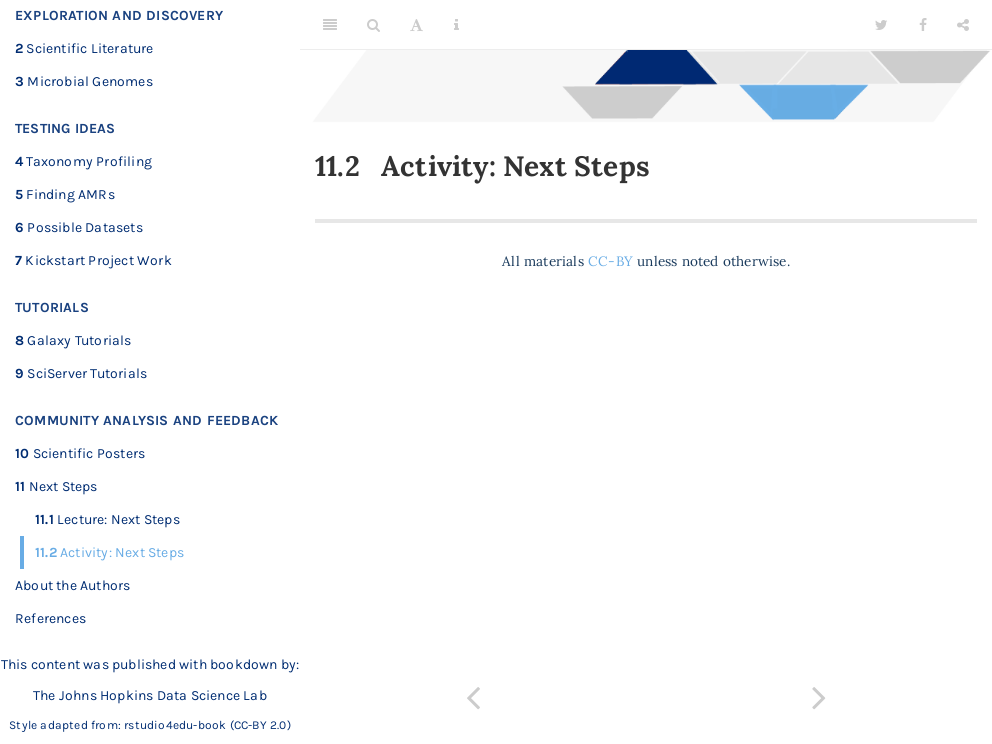 EXPLORATION AND DISCOVERY
2 Scientific Literature
3 Microbial Genomes
TESTING IDEAS
4 Taxonomy Profiling
5 Finding AMRs
6 Possible Datasets
7 Kickstart Project Work
TUTORIALS
8 Galaxy Tutorials
9 SciServer Tutorials
COMMUNITY ANALYSIS AND FEEDBACK
10 Scientific Posters
11 Next Steps
11.1 Lecture: Next Steps
11.2 Activity: Next Steps
About the Authors
References
This content was published with bookdown by:
The Johns Hopkins Data Science Lab
Style adapted from: rstudio4edu-book (CC-BY 2.0)
11.2 Activity: Next Steps
All materials CC-BY unless noted otherwise.